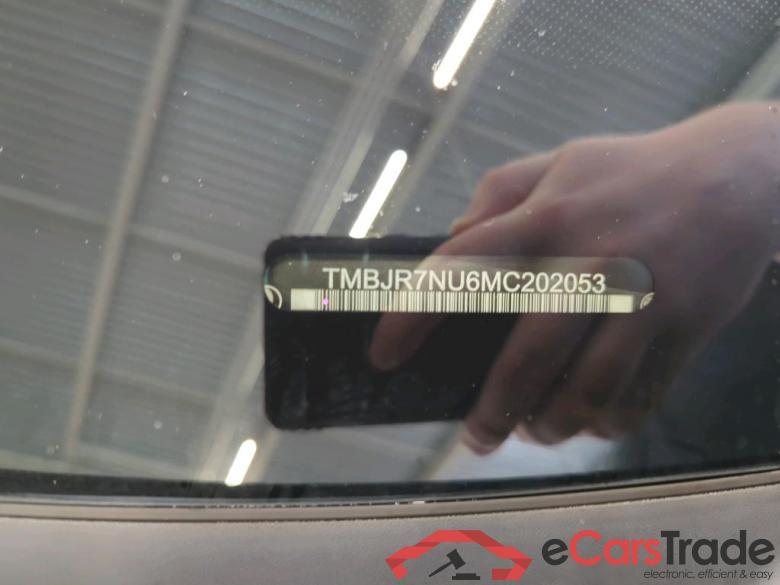 TMBJR7NU6MC202053
eCarsTrade
electronic, efficient & easy